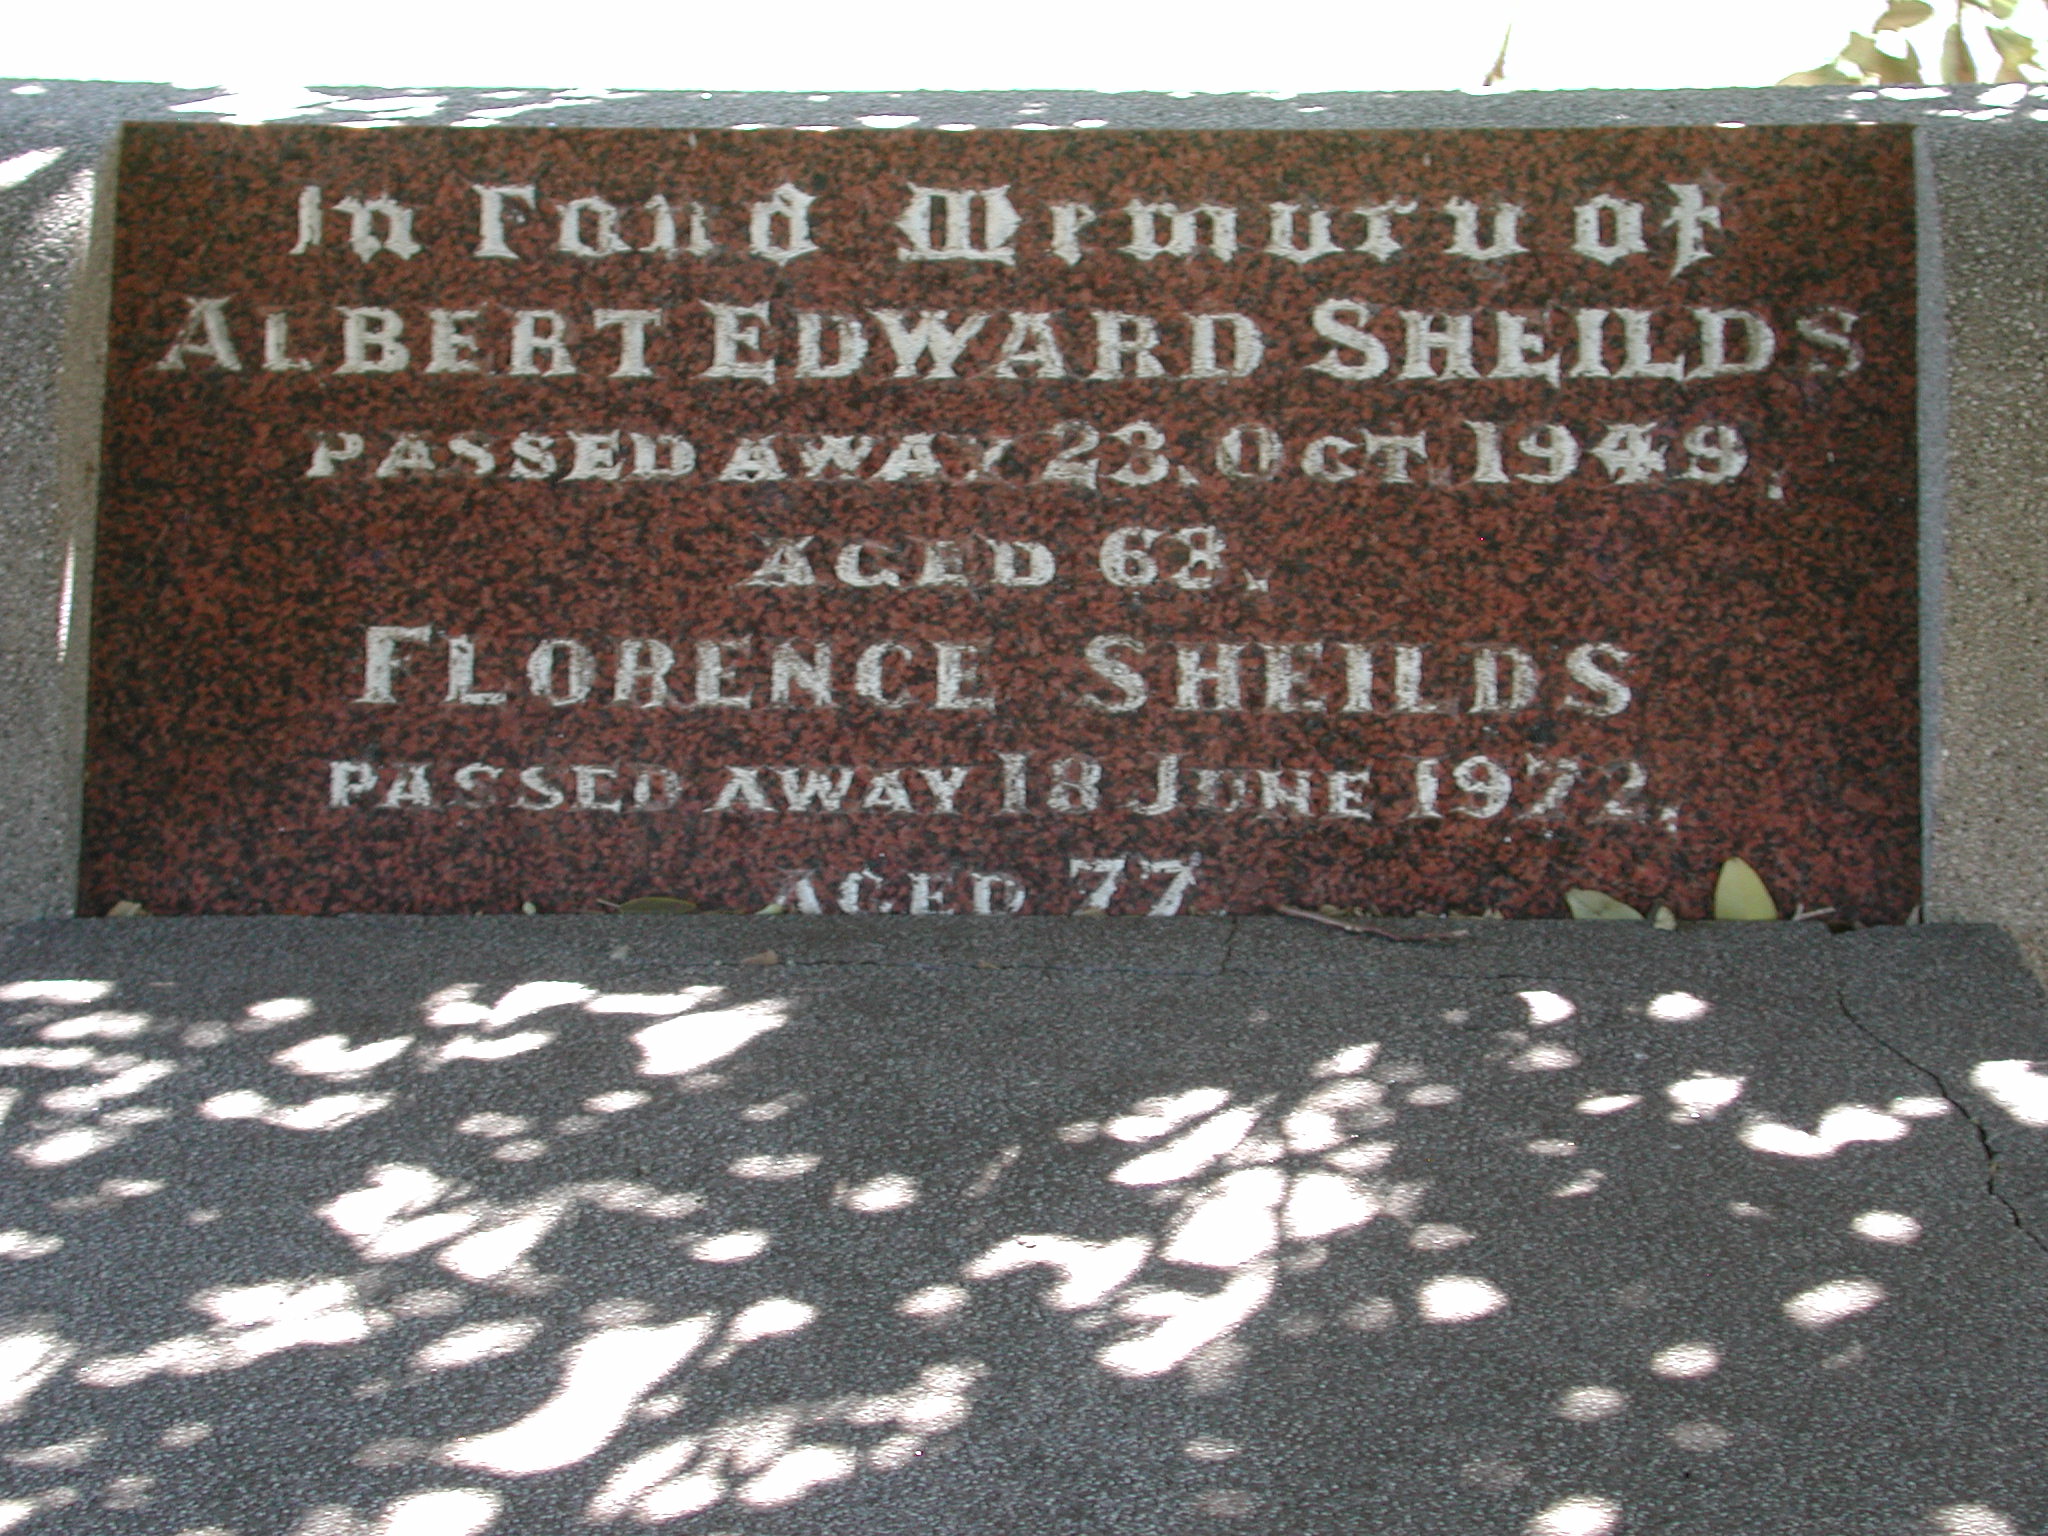 In Fond Memory of
ALBERT EDWARD SHEILDS
PASSED AWAY 23. OCT. 1949,
AGED 68.
FLORENCE SHEILDS
PASSED AWAY 18 JUNE 1972,
AGED 77